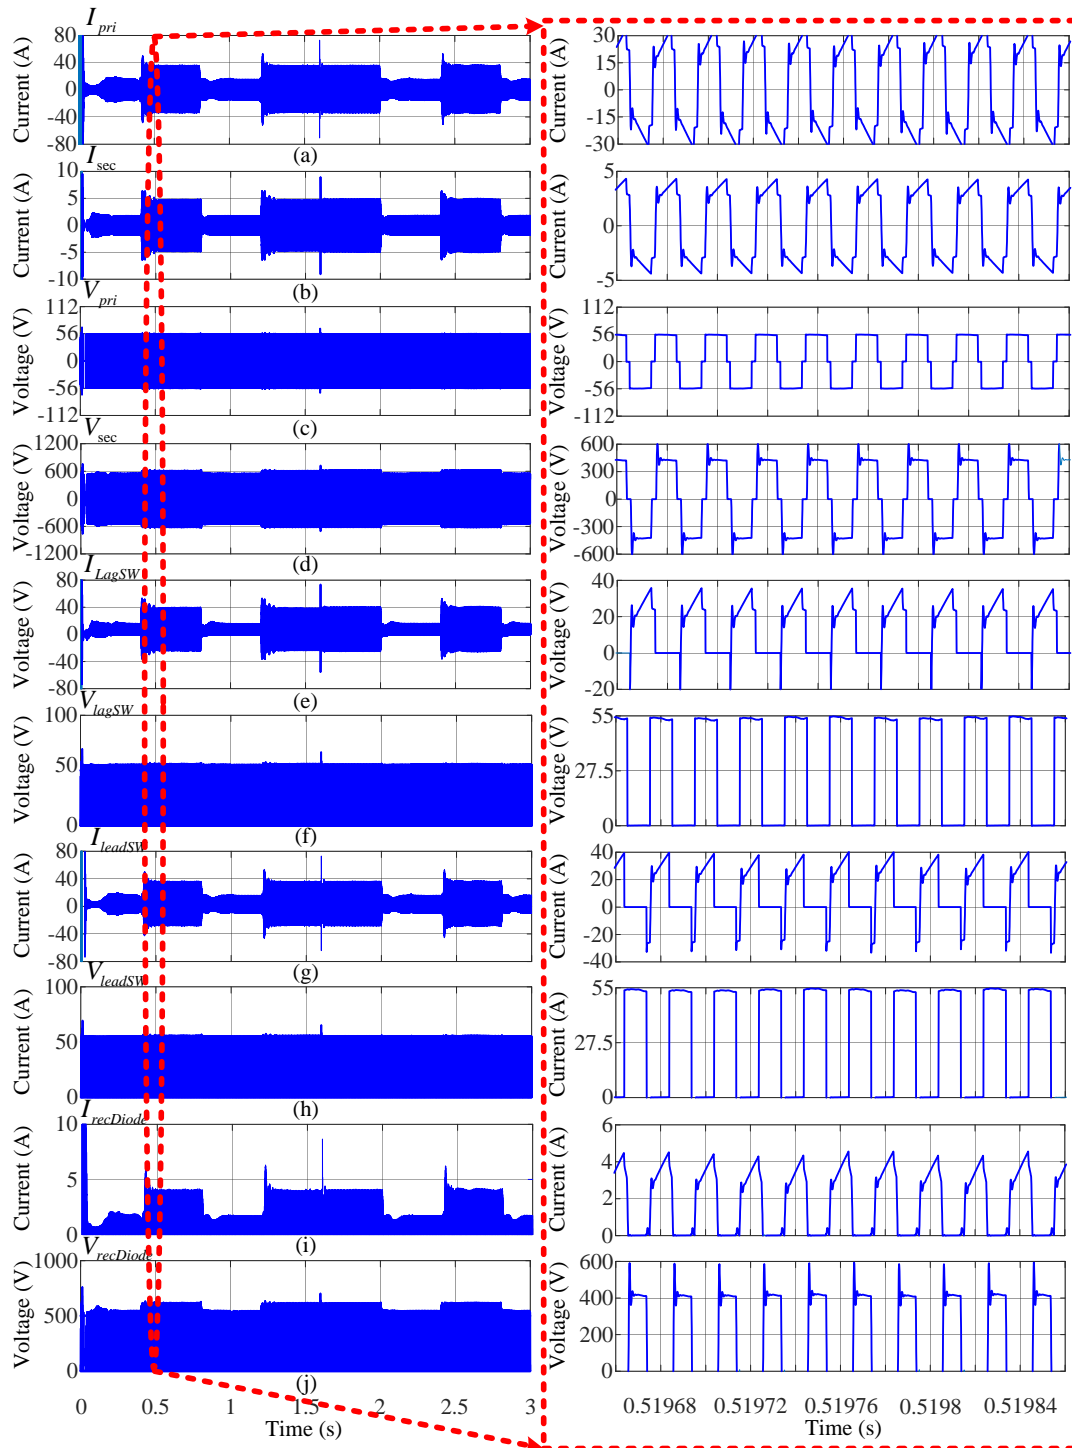 I pri
Current (A)
80
40
0
-40
-80
(a)
30
15
0
-15
-30
Current (A)
I sec
Current (A)
10
5
0
-5
-10
(b)
5
0
-5
Current (A)
V pri
Voltage (V)
112
56
0
-56
-112
(c)
112
56
0
-56
-112
Voltage (V)
V sec
Voltage (V)
1200
600
0
-600
-1200
(d)
600
300
0
-300
-600
Voltage (V)
I LagSW
Voltage (V)
80
40
0
-40
-80
(e)
40
20
0
-20
Voltage (V)
V lagSW
Voltage (V)
100
50
0
(f)
55
27.5
0
Voltage (V)
I leadSW
Current (A)
80
40
0
-40
-80
(g)
40
20
0
-20
-40
Current (A)
V leadSW
Current (A)
100
50
0
(h)
55
27.5
0
Current (A)
I recDiode
Current (A)
10
5
0
(i)
6
4
2
0
Current (A)
V recDiode
Voltage (V)
1000
500
0
(j)
600
400
200
0
Voltage (V)
0 0.5 1 1.5 2 2.5 3
Time (s)
0.51968 0.51972 0.51976 0.5198 0.51984
Time (s)